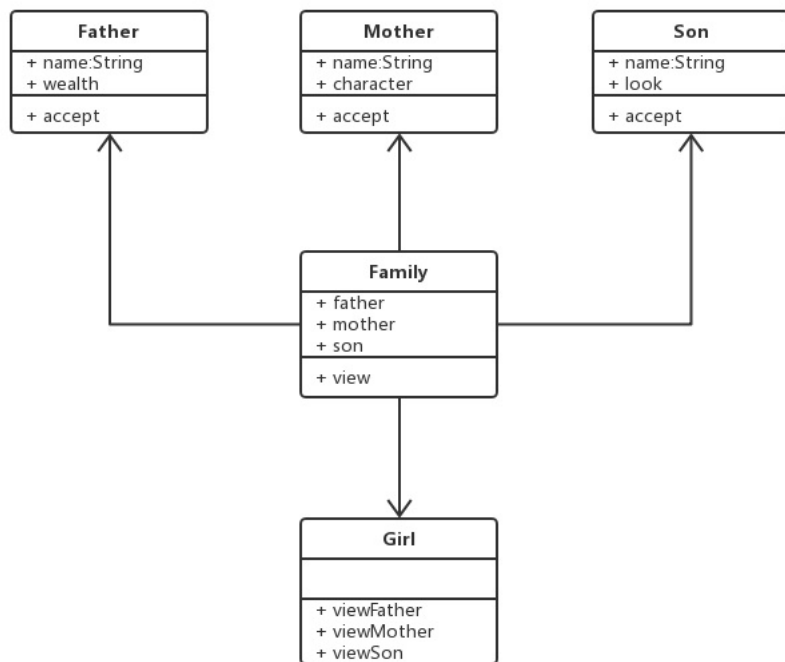 Father
+ name:String
+ wealth
+ accept
Mother
+ name:String
+ character
+ accept
Son
+ name:String
+ look
+ accept
Family
+ father
+ mother
+ son
+ view
Girl
+ viewFather
+ viewMother
+ viewSon